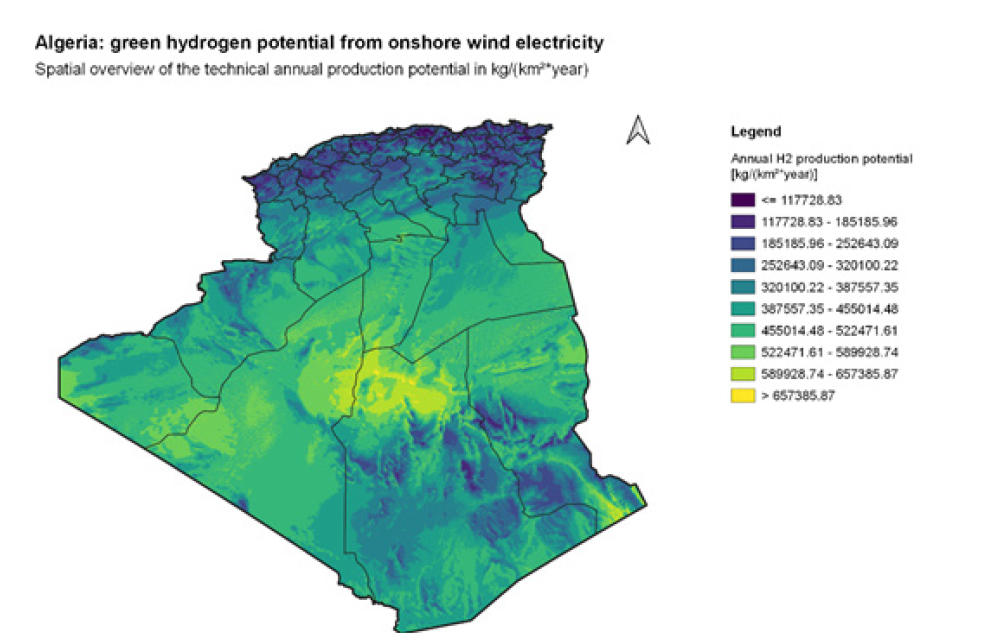 Algeria: green hydrogen potential from onshore wind electricity
Spatial overview of the technical annual production potential in kg/(km²*year)
Legend
Annual H2 production potential
[kg/(km²*year)]
<= 117728.83
117728.83 - 185185.96
185185.96 - 252643.09
252643.09 - 320100.22
320100.22 - 387557.35
387557.35 - 455014.48
455014.48 - 522471.61
522471.61 - 589928.74
589928.74 - 657385.87
> 657385.87